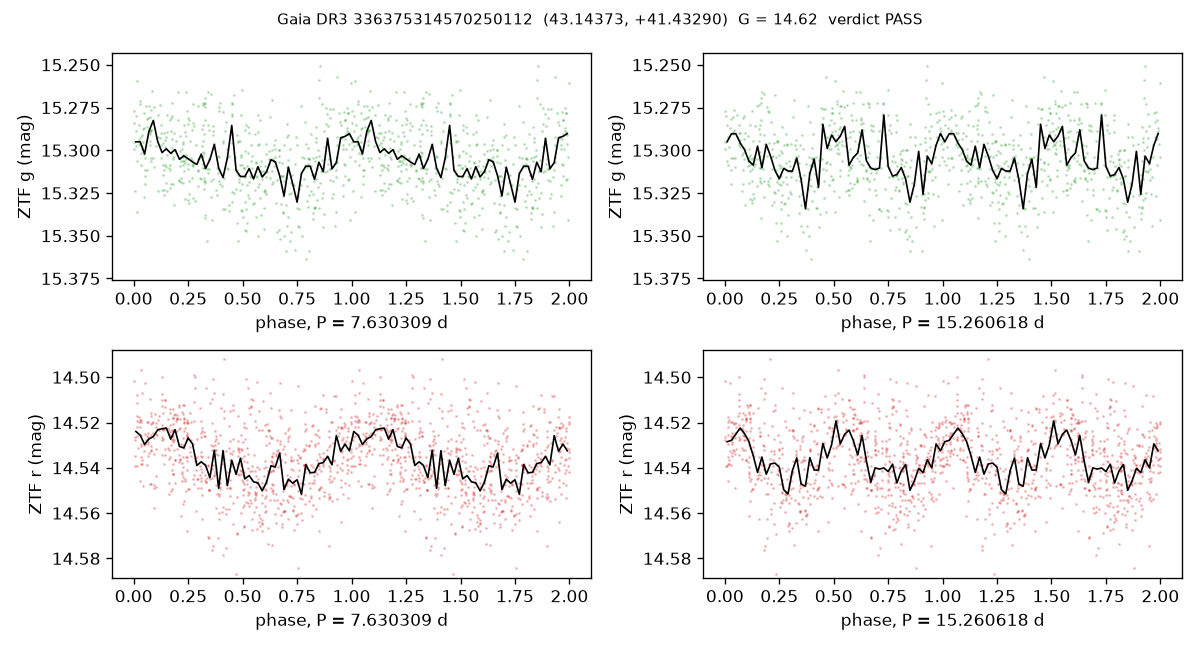 Gaia DR3 336375314570250112  (43.14373, +41.43290)  G = 14.62  verdict PASS
ZTF g (mag)
15.250
15.275
15.300
15.325
15.350
15.375
0.00 0.25 0.50 0.75 1.00 1.25 1.50 1.75 2.00
phase, P = 7.630309 d
ZTF g (mag)
15.250
15.275
15.300
15.325
15.350
15.375
0.00 0.25 0.50 0.75 1.00 1.25 1.50 1.75 2.00
phase, P = 15.260618 d
ZTF r (mag)
14.50
14.52
14.54
14.56
14.58
0.00 0.25 0.50 0.75 1.00 1.25 1.50 1.75 2.00
phase, P = 7.630309 d
ZTF r (mag)
14.50
14.52
14.54
14.56
14.58
0.00 0.25 0.50 0.75 1.00 1.25 1.50 1.75 2.00
phase, P = 15.260618 d